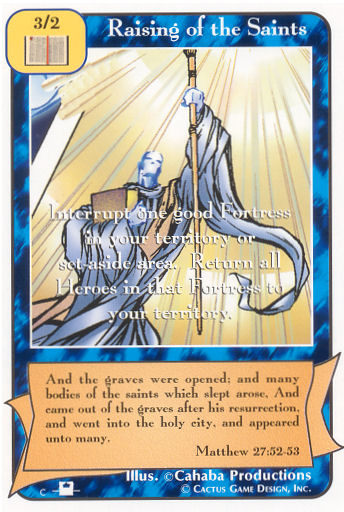 3/2
Raising of the Saints
Interrupt one good Fortress
in your territory or
set-aside area. Return all
Heroes in that Fortress to
your territory.
And the graves were opened; and many
bodies of the saints which slept arose, And
came out of the graves after his resurrection,
and went into the holy city, and appeared
unto many.
Matthew 27:52-53
Illus. ©Cahaba Productions
C © Cactus Game Design, Inc.